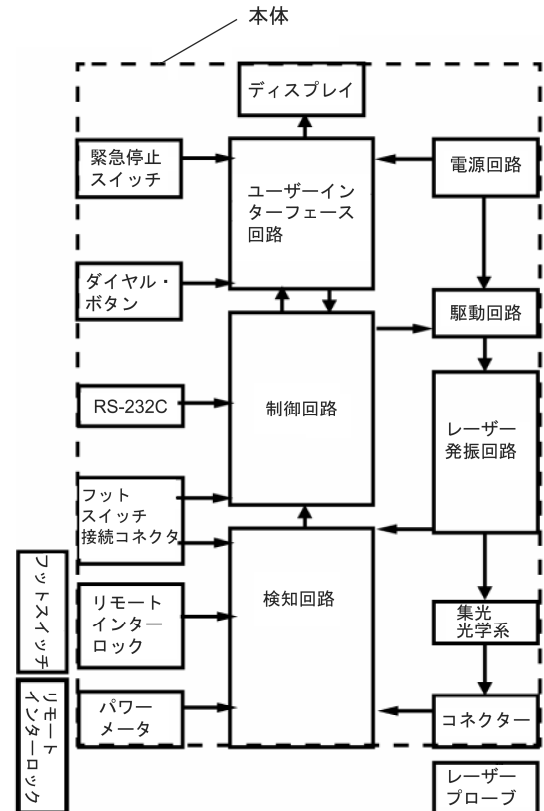 本体
ディスプレイ
緊急停止
スイッチ
ユーザーイン
ターフェース
回路
電源回路
ダイヤル・
ボタン
駆動回路
RS-232C
制御回路
レーザー
発振回路
フット
スイッチ
接続コネクタ
フットスイッチ
リモート
インター
ロック
検知回路
集光
光学系
リモート
インターロック
パワー
メータ
コネクター
レーザー
プローブ